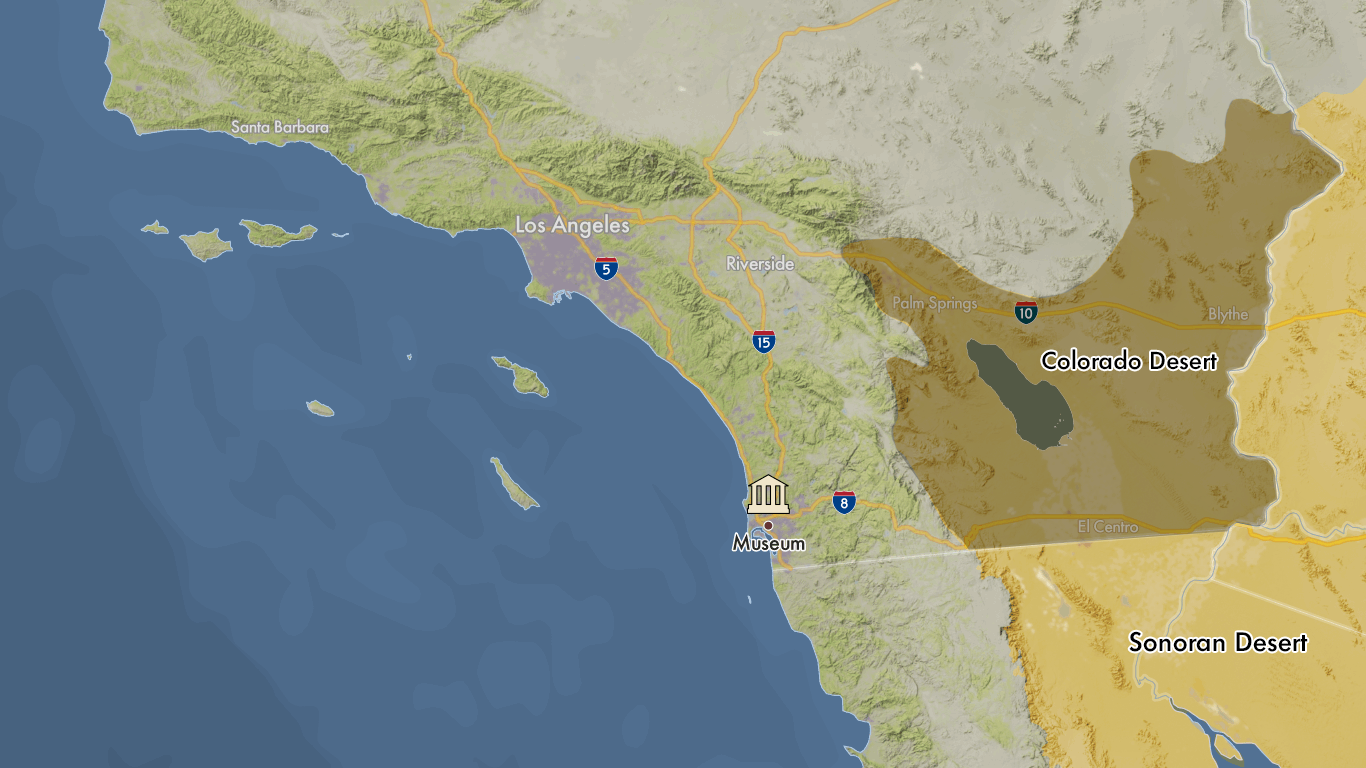 Santa Barbara
Los Angeles
5
Riverside
Palm Springs
10
Blythe
15
Colorado Desert
8
El Centro
Museum
Sonoran Desert